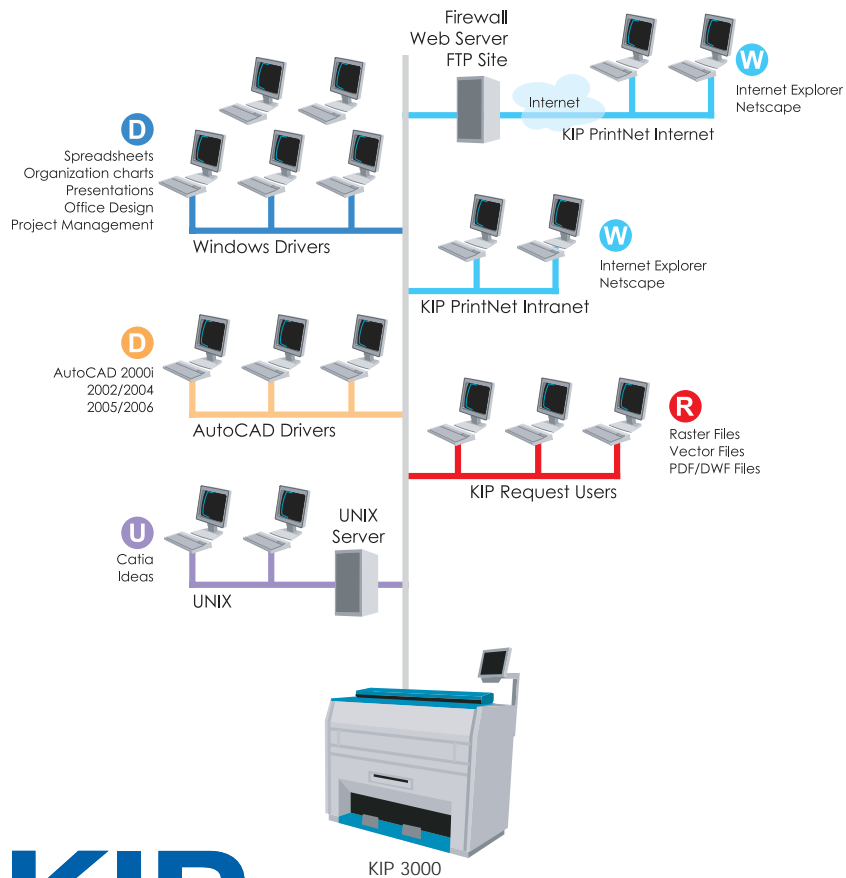 Firewall
Web Server
FTP Site
W
Internet Explorer
Netscape
Internet
KIP PrintNet Internet
D
Spreadsheets
Organization charts
Presentations
Office Design
Project Management
Windows Drivers
W
Internet Explorer
Netscape
KIP PrintNet Intranet
D
AutoCAD 2000i
2002/2004
2005/2006
AutoCAD Drivers
R
Raster Files
Vector Files
PDF/DWF Files
KIP Request Users
U
Catia
Ideas
UNIX
Server
UNIX
KIP 3000
KIP